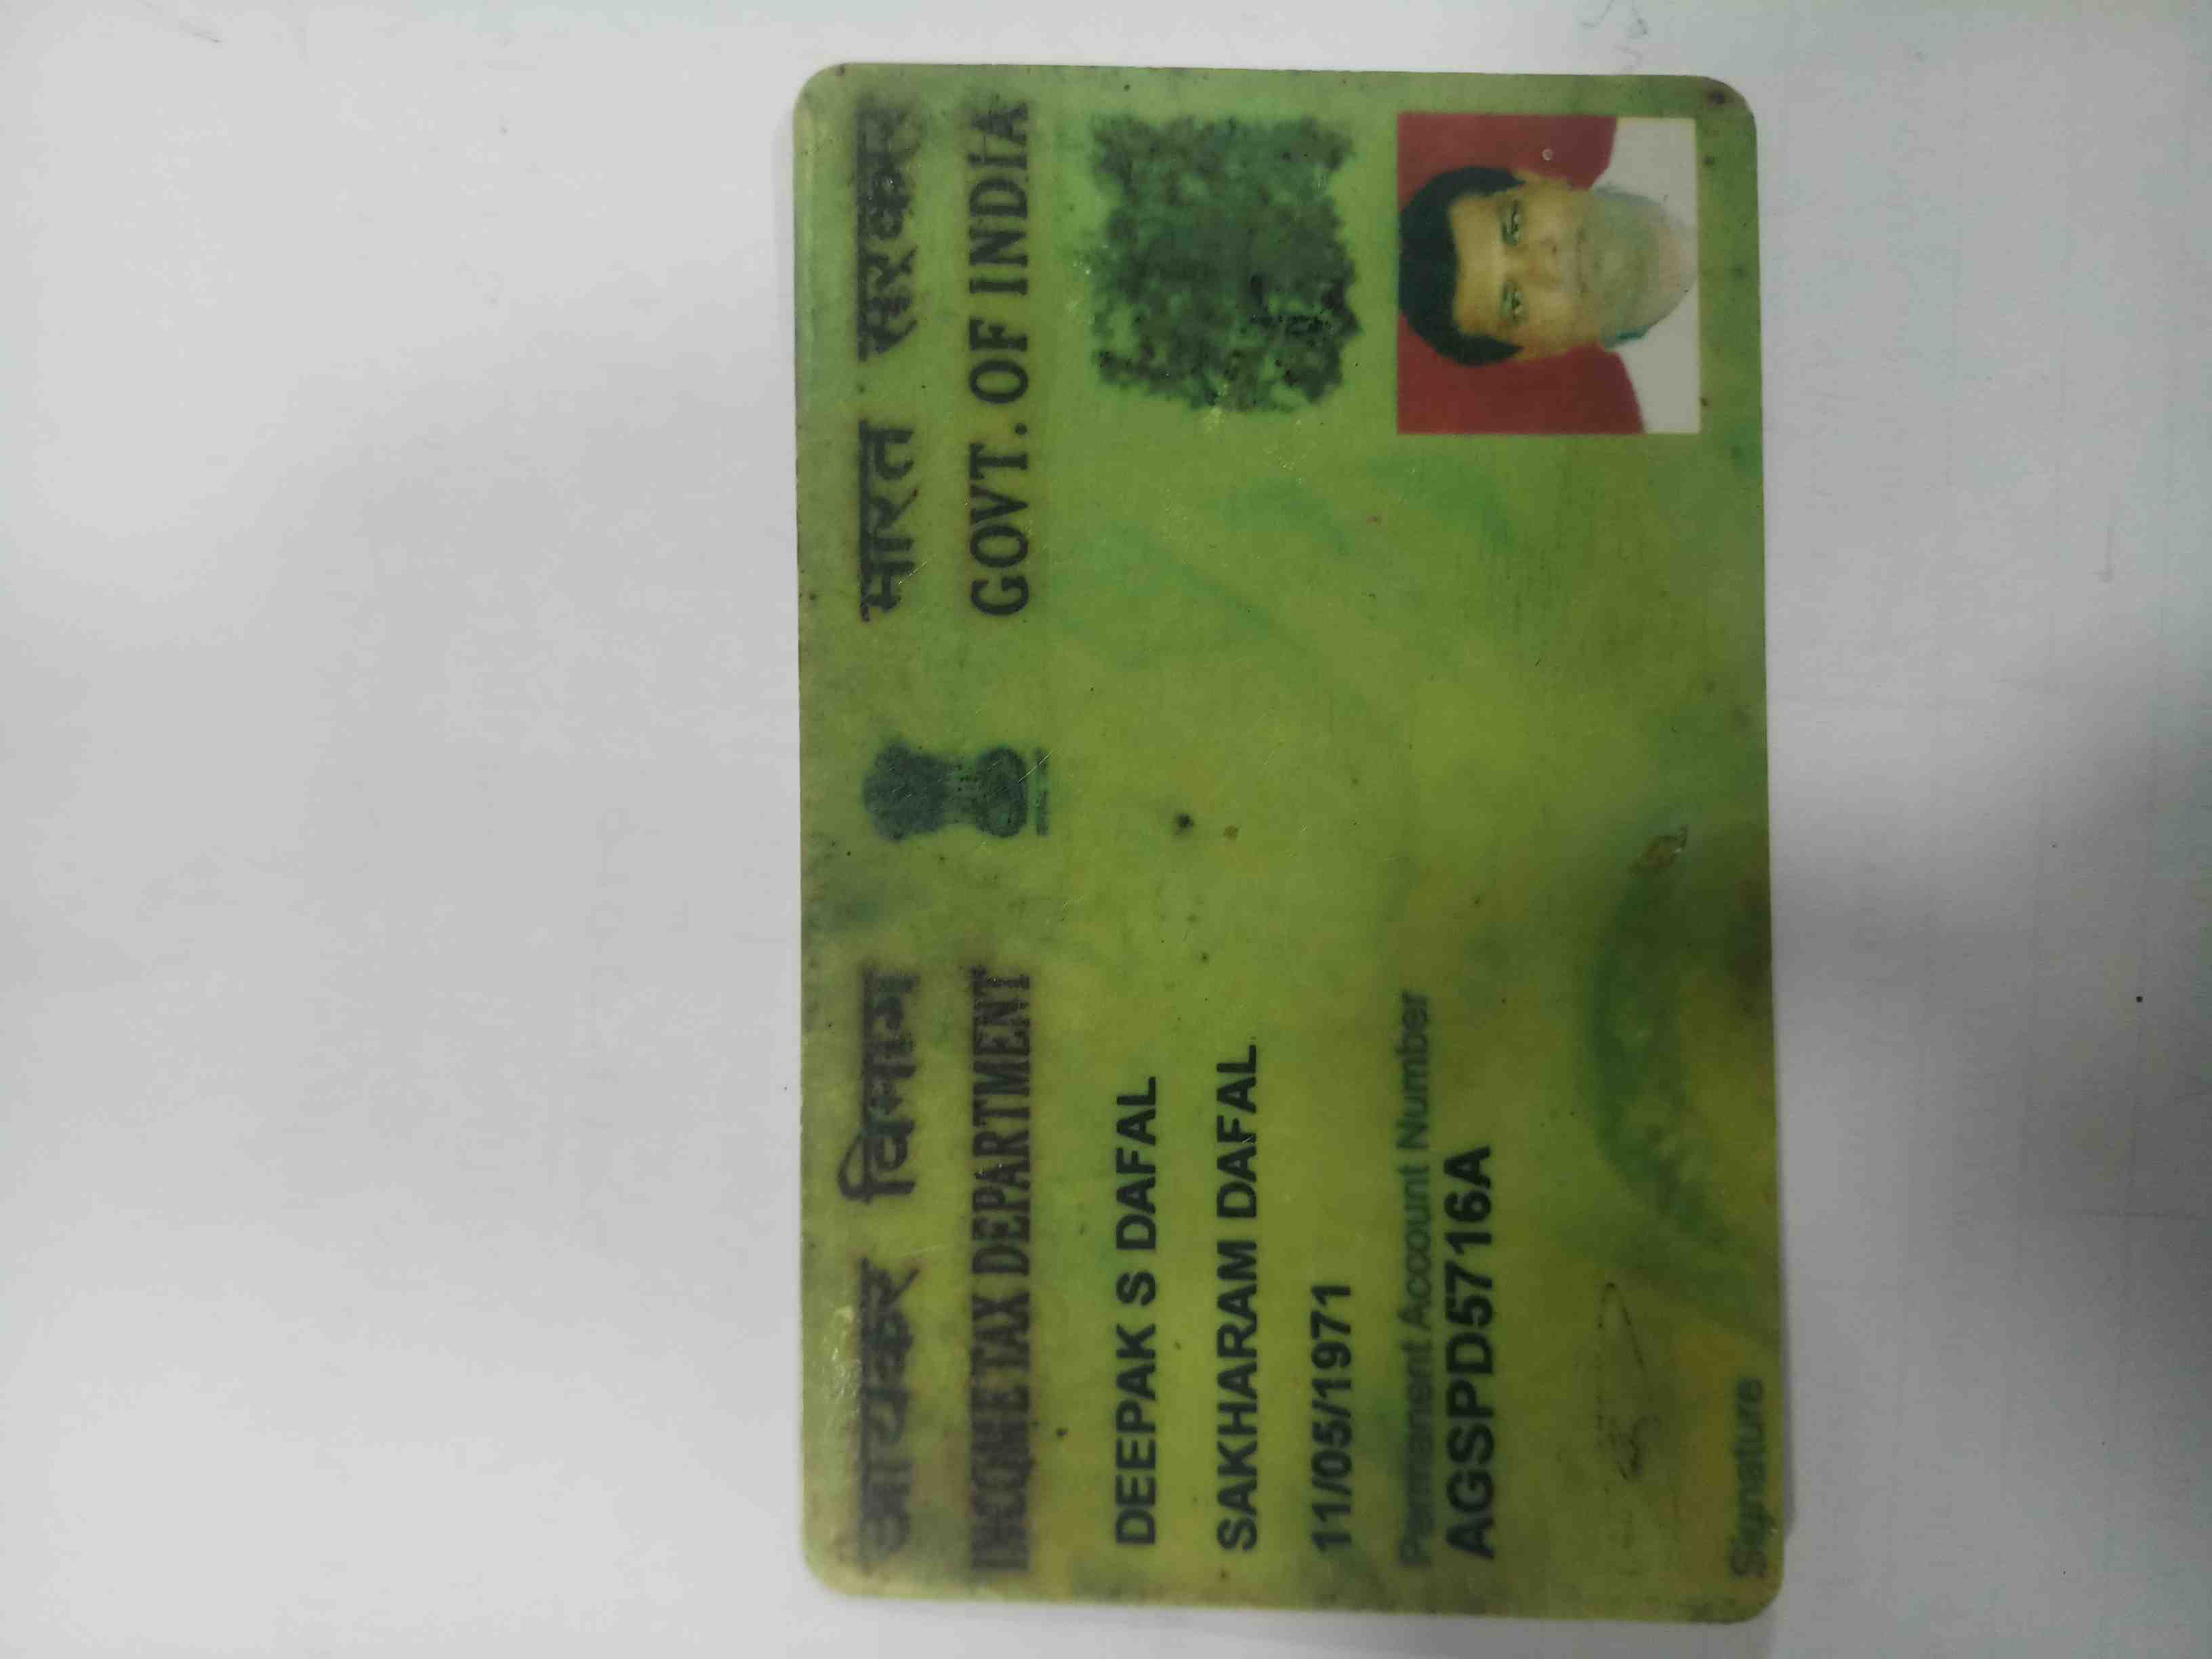 आयकर विभाग
INCOME TAX DEPARTMENT
भारत सरकार
GOVT. OF INDIA
DEEPAK S DAFAL
SAKHARAM DAFAL
11/05/1971
Permanent Account Number
AGSPD5716A
Signature